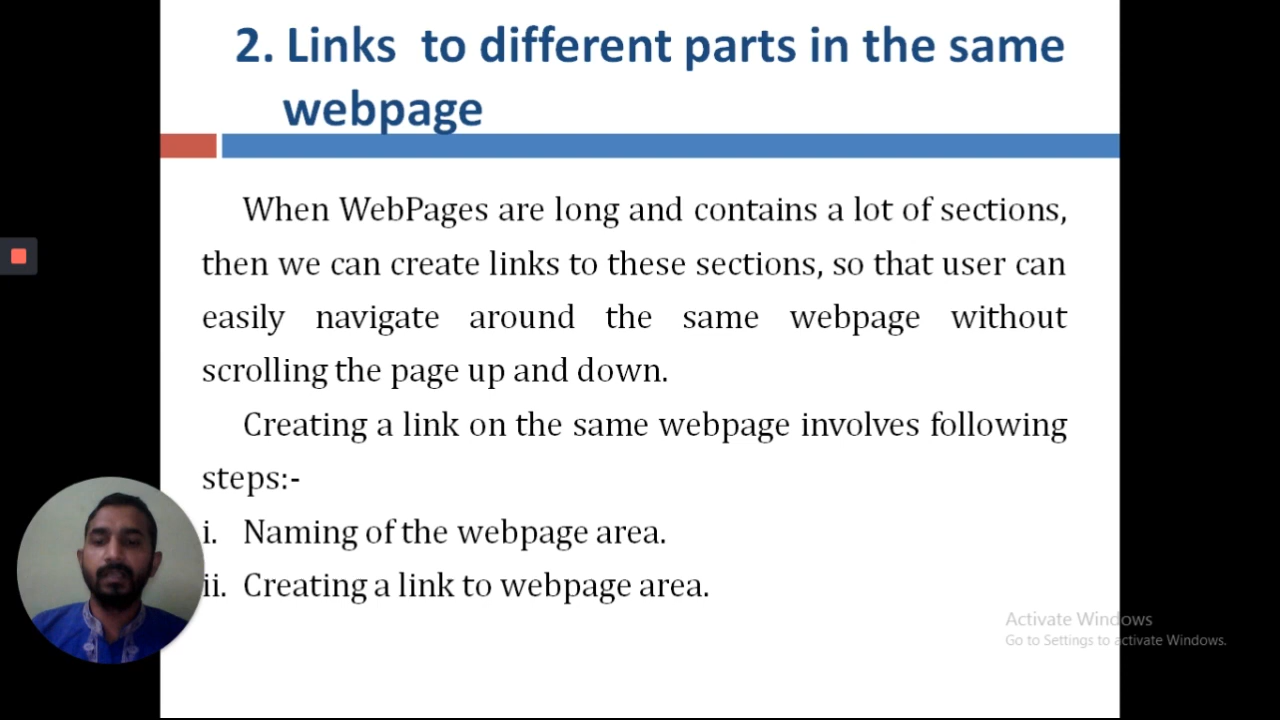 2. Links to different parts in the same
webpage
When WebPages are long and contains a lot of sections,
then we can create links to these sections, so that user can
easily navigate around the same webpage without
scrolling the page up and down.
Creating a link on the same webpage involves following
steps:-
i. Naming of the webpage area.
ii. Creating a link to webpage area.
Activate Windows
Go to Settings to activate Windows.